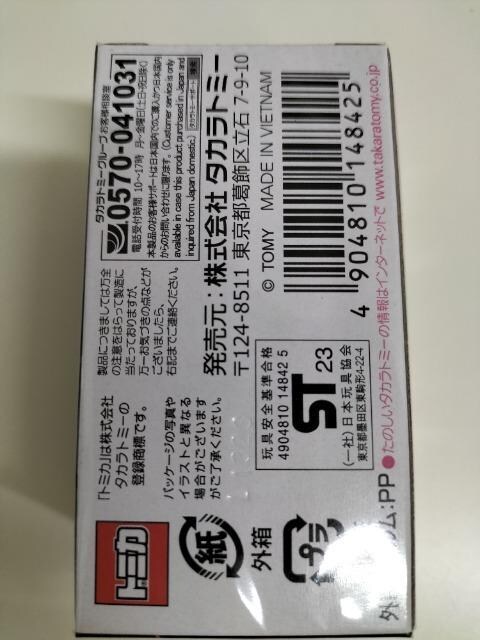 トミカ
「トミカ」は株式会社
タカラトミーの
登録商標です。
製品につきましては万全
の注意をはらって製造に
当たっておりますが、
万一お気づきの点などが
ございましたら、
右記までご連絡ください。
タカラトミーグループお客様相談室
0570-041031
電話受付時間 10〜17時 月〜金曜日(土・日・祝日除く)
本製品のお客様サポートは日本国内でのご購入かつ日本国内
からのお問い合わせに限ります。(Customer service is only
available in case this product purchased in Japan and
inquired from Japan domestic.)
紙
外箱
パッケージの写真や
イラストと異なる
場合がございます
がご了承ください。
発売元:株式会社 タカラトミー
〒124-8511 東京都葛飾区立石 7-9-10
© TOMY MADE IN VIETNAM
プラ
玩具安全基準合格
4904810 14842 5
ST 23
(一社)日本玩具協会
東京都墨田区東駒形4-22-4
4 904810 148425
ム:PP
●たのしいタカラトミーの情報はインターネットで www.takaratomy.co.jp